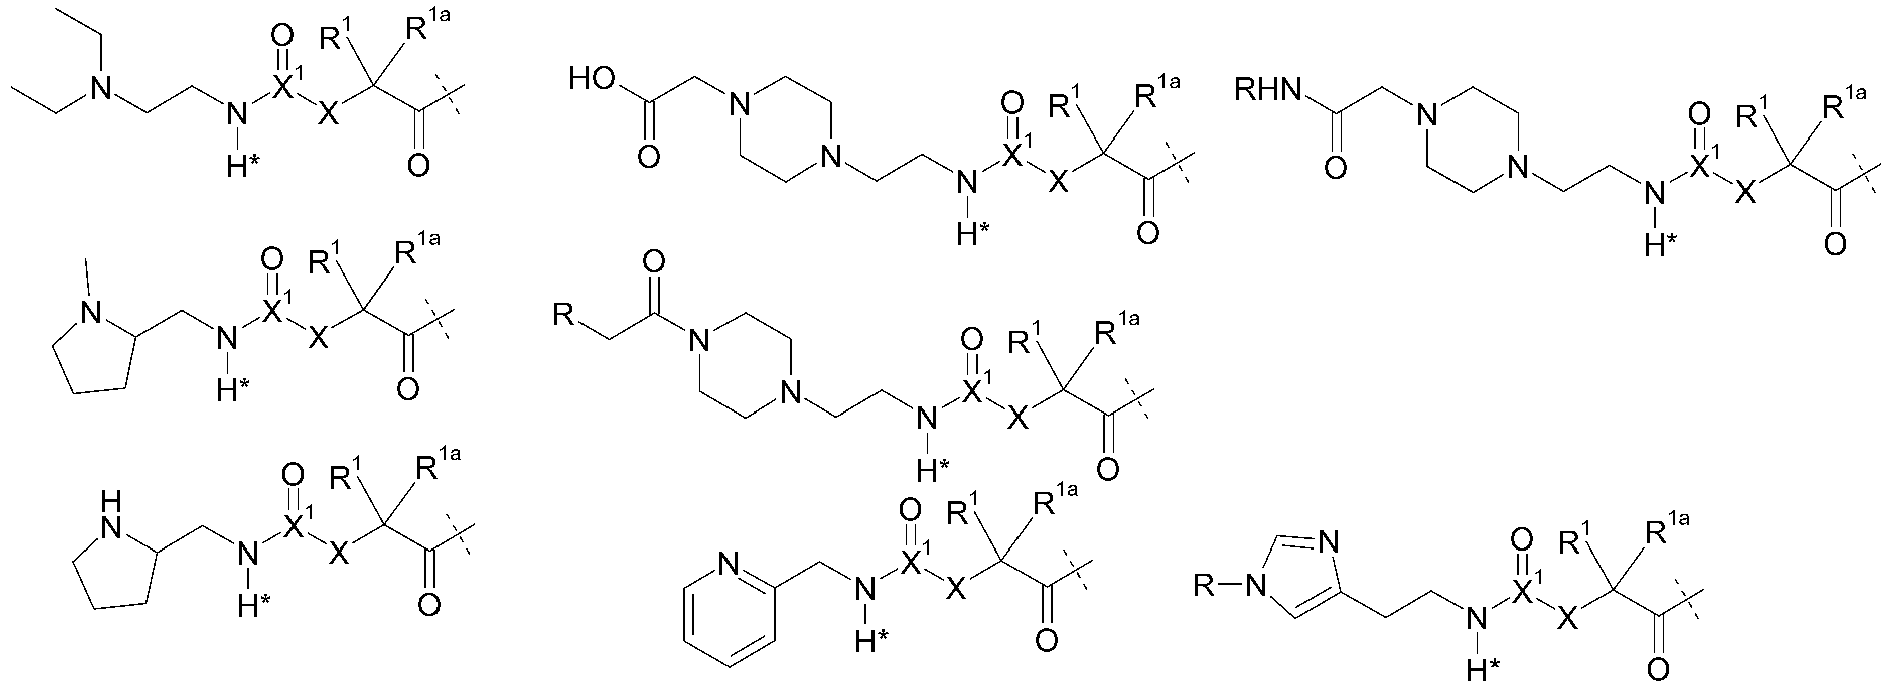 O R¹ R¹ᵃ
N N X¹ X
H* O
HO O N N N
O X¹ X R¹ R¹ᵃ
H* O
RHN O N N N
O X¹ X R¹ R¹ᵃ
H* O
N N
O X¹ X R¹ R¹ᵃ
H* O
R O N N N
O X¹ X R¹ R¹ᵃ
H* O
H
N N
O X¹ X R¹ R¹ᵃ
H* O
N N
O X¹ X R¹ R¹ᵃ
H* O
R N N N
O X¹ X R¹ R¹ᵃ
H* O